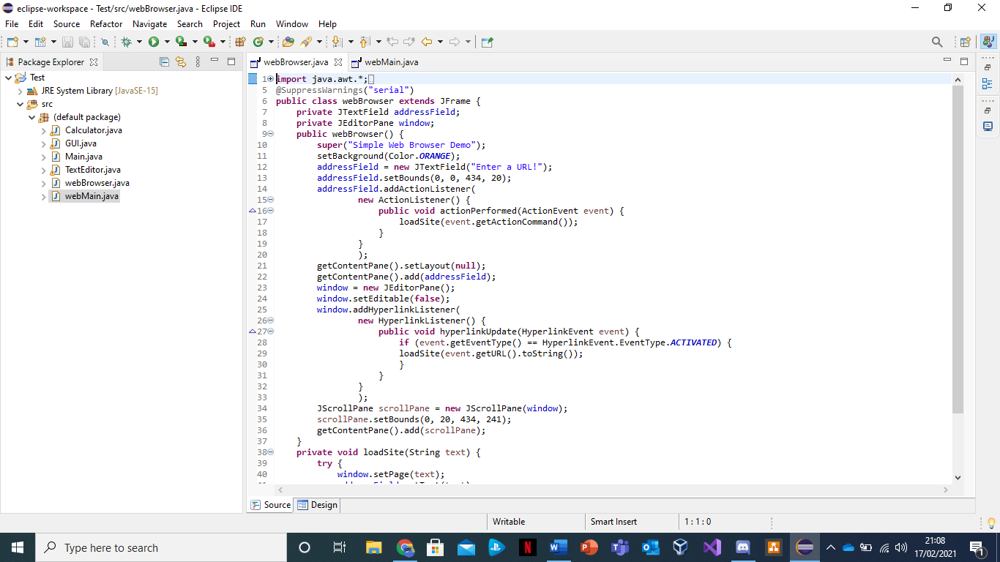 eclipse-workspace - Test/src/webBrowser.java - Eclipse IDE
File Edit Source Refactor Navigate Search Project Run Window Help
Package Explorer
webBrowser.java
webMain.java
Test
JRE System Library [JavaSE-15]
src
(default package)
Calculator.java
GUI.java
Main.java
TextEditor.java
webBrowser.java
webMain.java
1 import java.awt.*;
5 @SuppressWarnings("serial")
6 public class webBrowser extends JFrame {
7 private JTextField addressField;
8 private JEditorPane window;
9 public webBrowser() {
10 super("Simple Web Browser Demo");
11 setBackground(Color.ORANGE);
12 addressField = new JTextField("Enter a URL!");
13 addressField.setBounds(0, 0, 434, 20);
14 addressField.addActionListener(
15 new ActionListener() {
16 public void actionPerformed(ActionEvent event) {
17 loadSite(event.getActionCommand());
18 }
19 }
20 );
21 getContentPane().setLayout(null);
22 getContentPane().add(addressField);
23 window = new JEditorPane();
24 window.setEditable(false);
25 window.addHyperlinkListener(
26 new HyperlinkListener() {
27 public void hyperlinkUpdate(HyperlinkEvent event) {
28 if (event.getEventType() == HyperlinkEvent.EventType.ACTIVATED) {
29 loadSite(event.getURL().toString());
30 }
31 }
32 }
33 );
34 JScrollPane scrollPane = new JScrollPane(window);
35 scrollPane.setBounds(0, 20, 434, 241);
36 getContentPane().add(scrollPane);
37 }
38 private void loadSite(String text) {
39 try {
40 window.setPage(text);
Source Design
Writable Smart Insert 1 : 1 : 0
Type here to search
21:08
17/02/2021
1